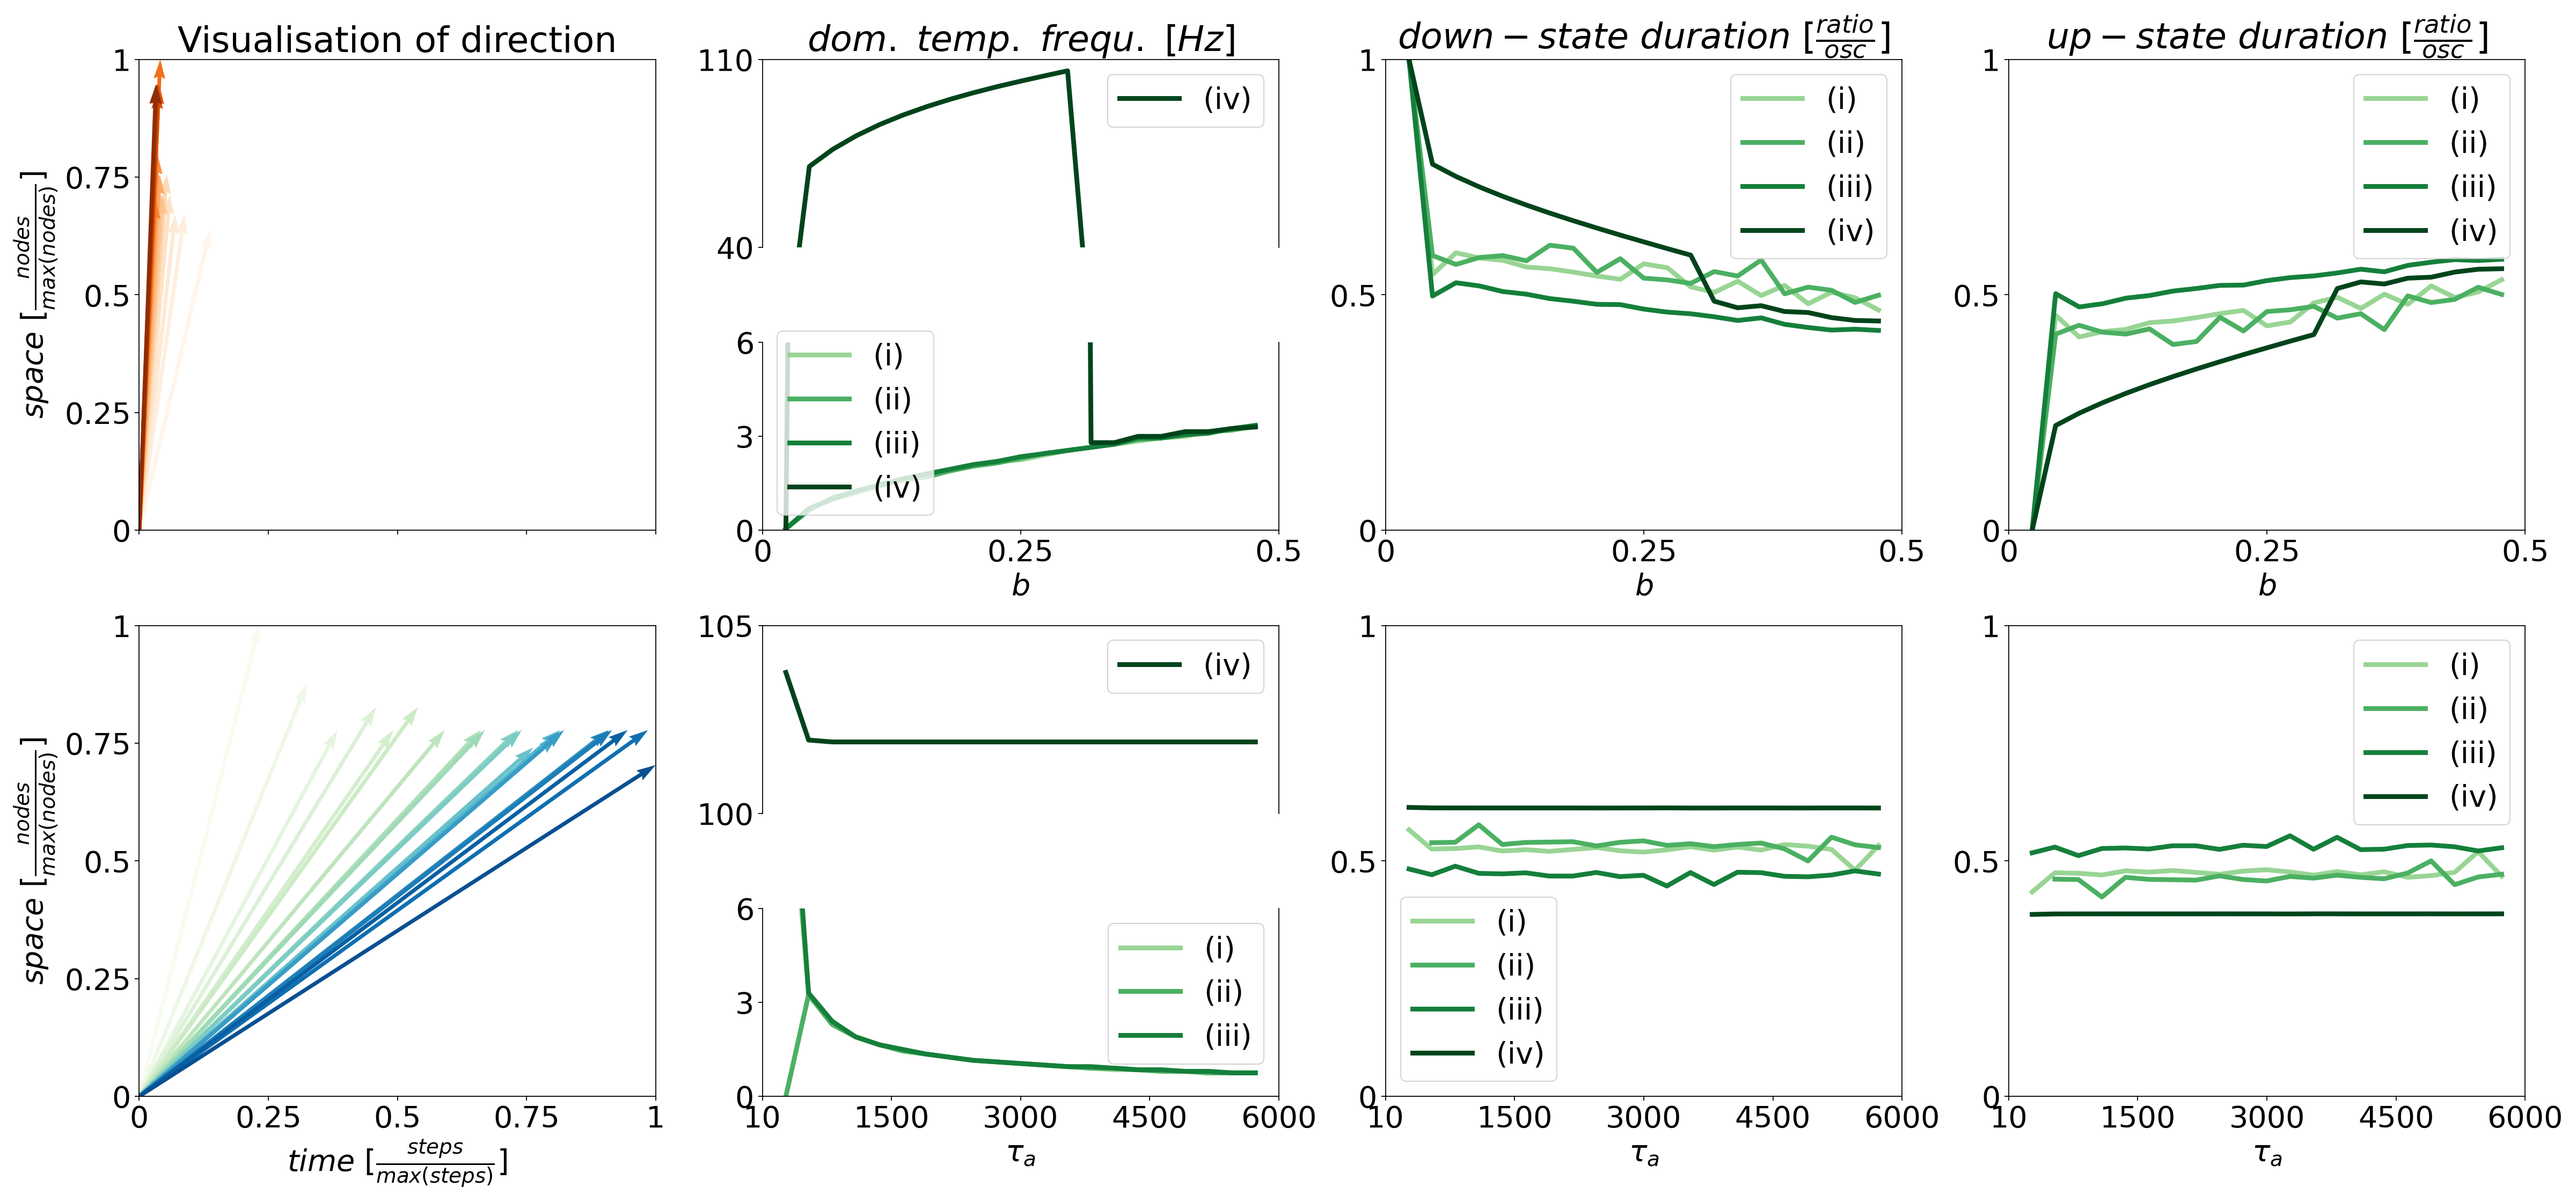 Visualisation of direction
space [nodes/max(nodes)]
1
0.75
0.5
0.25
0
dom. temp. frequ. [Hz]
110
40
(iv)
6
3
0
(i)
(ii)
(iii)
(iv)
0 0.25 0.5
b
down − state duration [ratio/osc]
1
0.5
0
(i)
(ii)
(iii)
(iv)
0 0.25 0.5
b
up − state duration [ratio/osc]
1
0.5
0
(i)
(ii)
(iii)
(iv)
0 0.25 0.5
b
space [nodes/max(nodes)]
1
0.75
0.5
0.25
0
0 0.25 0.5 0.75 1
time [steps/max(steps)]
105
100
(iv)
6
3
0
(i)
(ii)
(iii)
10 1500 3000 4500 6000
τa
1
0.5
0
(i)
(ii)
(iii)
(iv)
10 1500 3000 4500 6000
τa
1
0.5
0
(i)
(ii)
(iii)
(iv)
10 1500 3000 4500 6000
τa